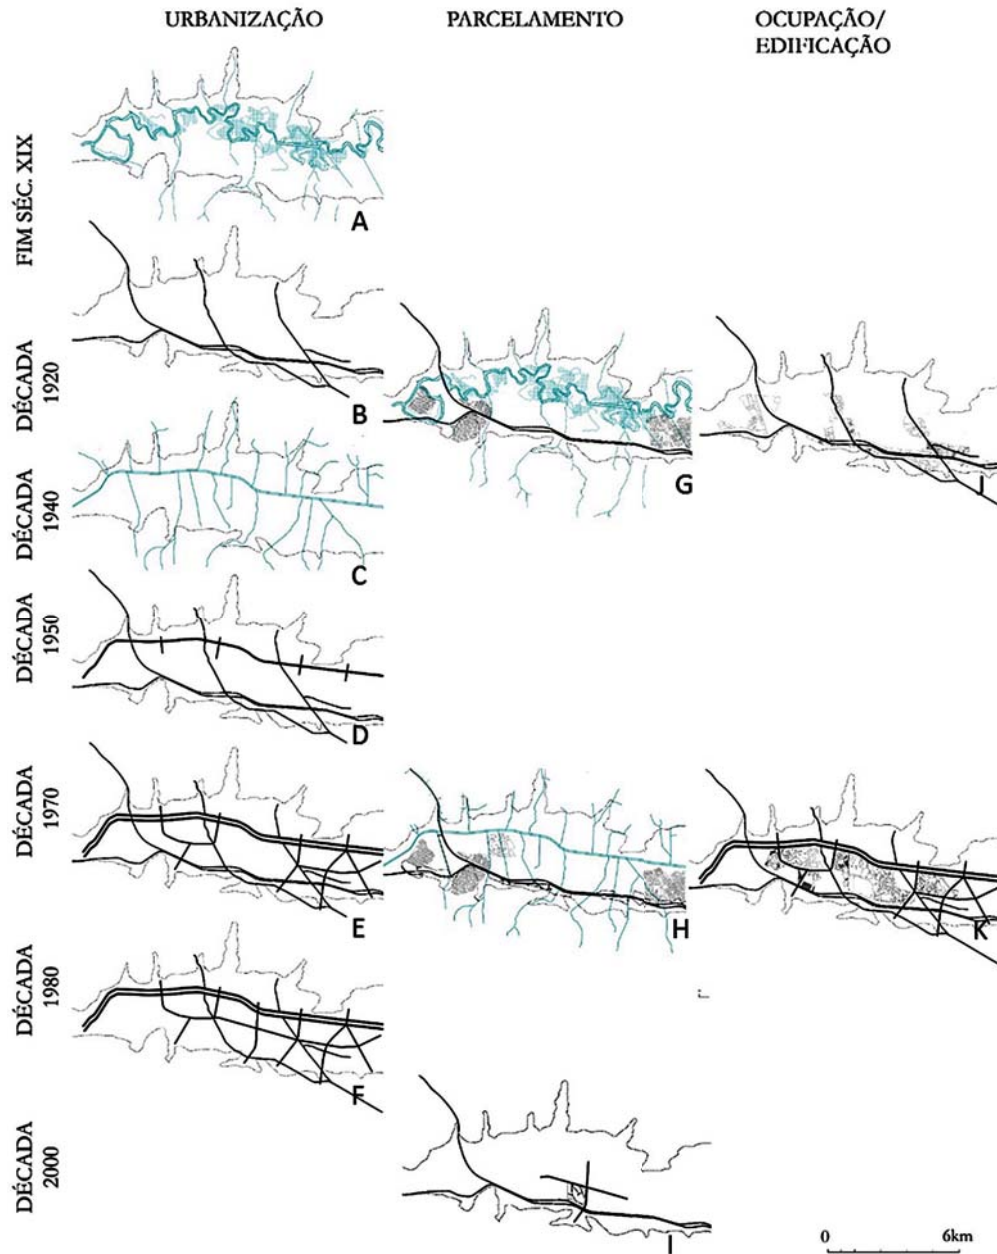 URBANIZAÇÃO
PARCELAMENTO
OCUPAÇÃO/
EDIFICAÇÃO
FIM SÉC. XIX
A
B
DÉCADA
1920
G
J
DÉCADA
1940
C
DÉCADA
1950
D
DÉCADA
1970
E
H
K
DÉCADA
1980
F
DÉCADA
2000
I
0 6km